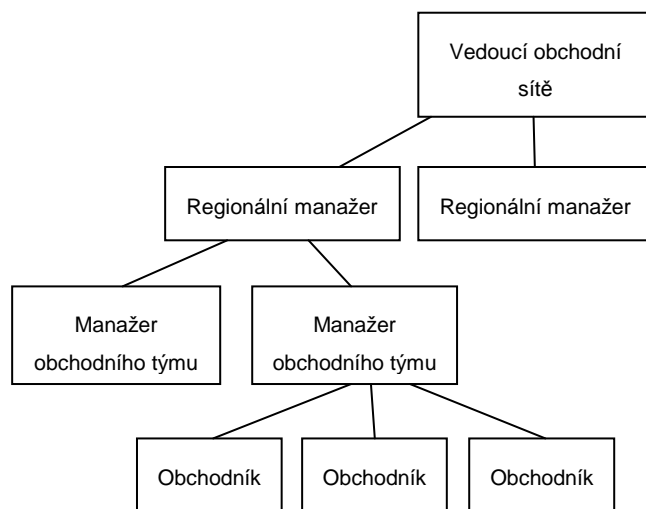 Vedoucí obchodní
sítě
Regionální manažer
Regionální manažer
Manažer
obchodního týmu
Manažer
obchodního týmu
Obchodník
Obchodník
Obchodník